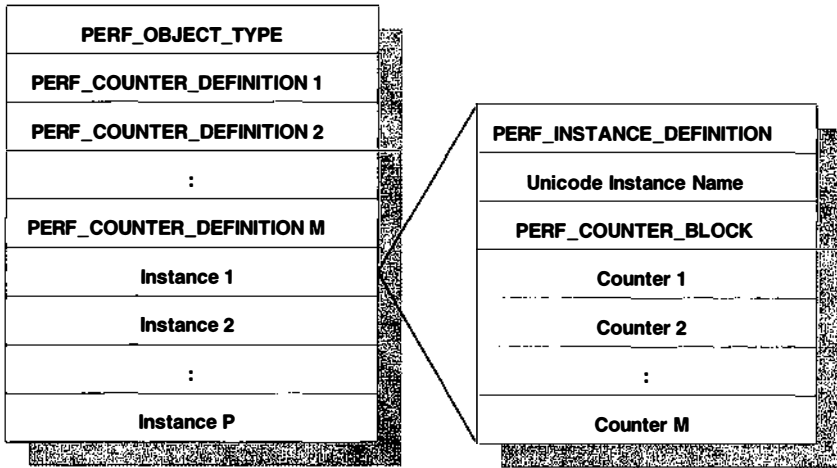 PERF_OBJECT_TYPE
PERF_COUNTER_DEFINITION 1
PERF_COUNTER_DEFINITION 2
:
PERF_COUNTER_DEFINITION M
Instance 1
Instance 2
:
Instance P
PERF_INSTANCE_DEFINITION
Unicode Instance Name
PERF_COUNTER_BLOCK
Counter 1
Counter 2
:
Counter M